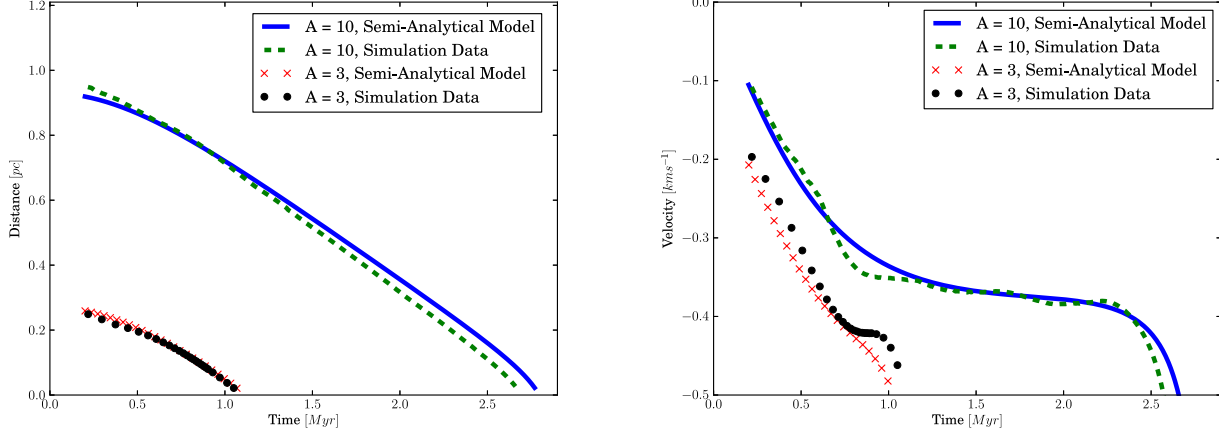 1.2
1.0
0.8
0.6
0.4
0.2
0.0
0.0
0.5
1.0
1.5
2.0
2.5
Time [Myr]
Distance [pc]
A = 10, Semi-Analytical Model
A = 10, Simulation Data
A = 3, Semi-Analytical Model
A = 3, Simulation Data
0.0
−0.1
−0.2
−0.3
−0.4
−0.5
0.0
0.5
1.0
1.5
2.0
2.5
Time [Myr]
Velocity [kms⁻¹]
A = 10, Semi-Analytical Model
A = 10, Simulation Data
A = 3, Semi-Analytical Model
A = 3, Simulation Data